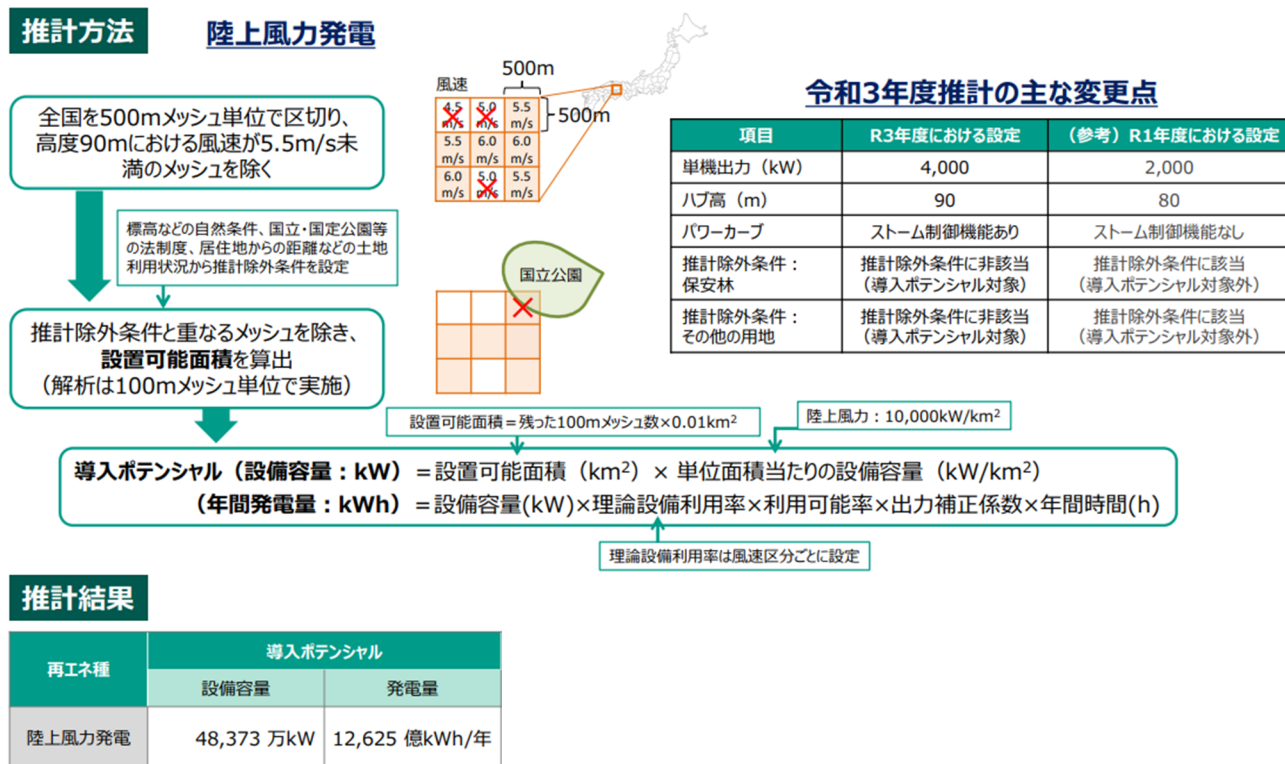 推計方法
陸上風力発電
全国を500mメッシュ単位で区切り、
高度90mにおける風速が5.5m/s未
満のメッシュを除く
標高などの自然条件、国立・国定公園等
の法制度、居住地からの距離などの土地
利用状況から推計除外条件を設定
推計除外条件と重なるメッシュを除き、
設置可能面積を算出
（解析は100mメッシュ単位で実施）
風速
500m
500m
4.5 m/s
5.0 m/s
5.5 m/s
5.5 m/s
6.0 m/s
6.0 m/s
6.0 m/s
5.0 m/s
5.5 m/s
国立公園
令和3年度推計の主な変更点
項目 R3年度における設定 （参考）R1年度における設定
単機出力（kW） 4,000 2,000
ハブ高（m） 90 80
パワーカーブ ストーム制御機能あり ストーム制御機能なし
推計除外条件： 推計除外条件に非該当 推計除外条件に該当
保安林 （導入ポテンシャル対象） （導入ポテンシャル対象外）
推計除外条件： 推計除外条件に非該当 推計除外条件に該当
その他の用地 （導入ポテンシャル対象） （導入ポテンシャル対象外）
設置可能面積＝残った100mメッシュ数×0.01km²
陸上風力：10,000kW/km²
導入ポテンシャル（設備容量：kW）＝設置可能面積（km²）× 単位面積当たりの設備容量（kW/km²）
（年間発電量：kWh）＝設備容量(kW)×理論設備利用率×利用可能率×出力補正係数×年間時間(h)
理論設備利用率は風速区分ごとに設定
推計結果
再エネ種 導入ポテンシャル
設備容量 発電量
陸上風力発電 48,373 万kW 12,625 億kWh/年